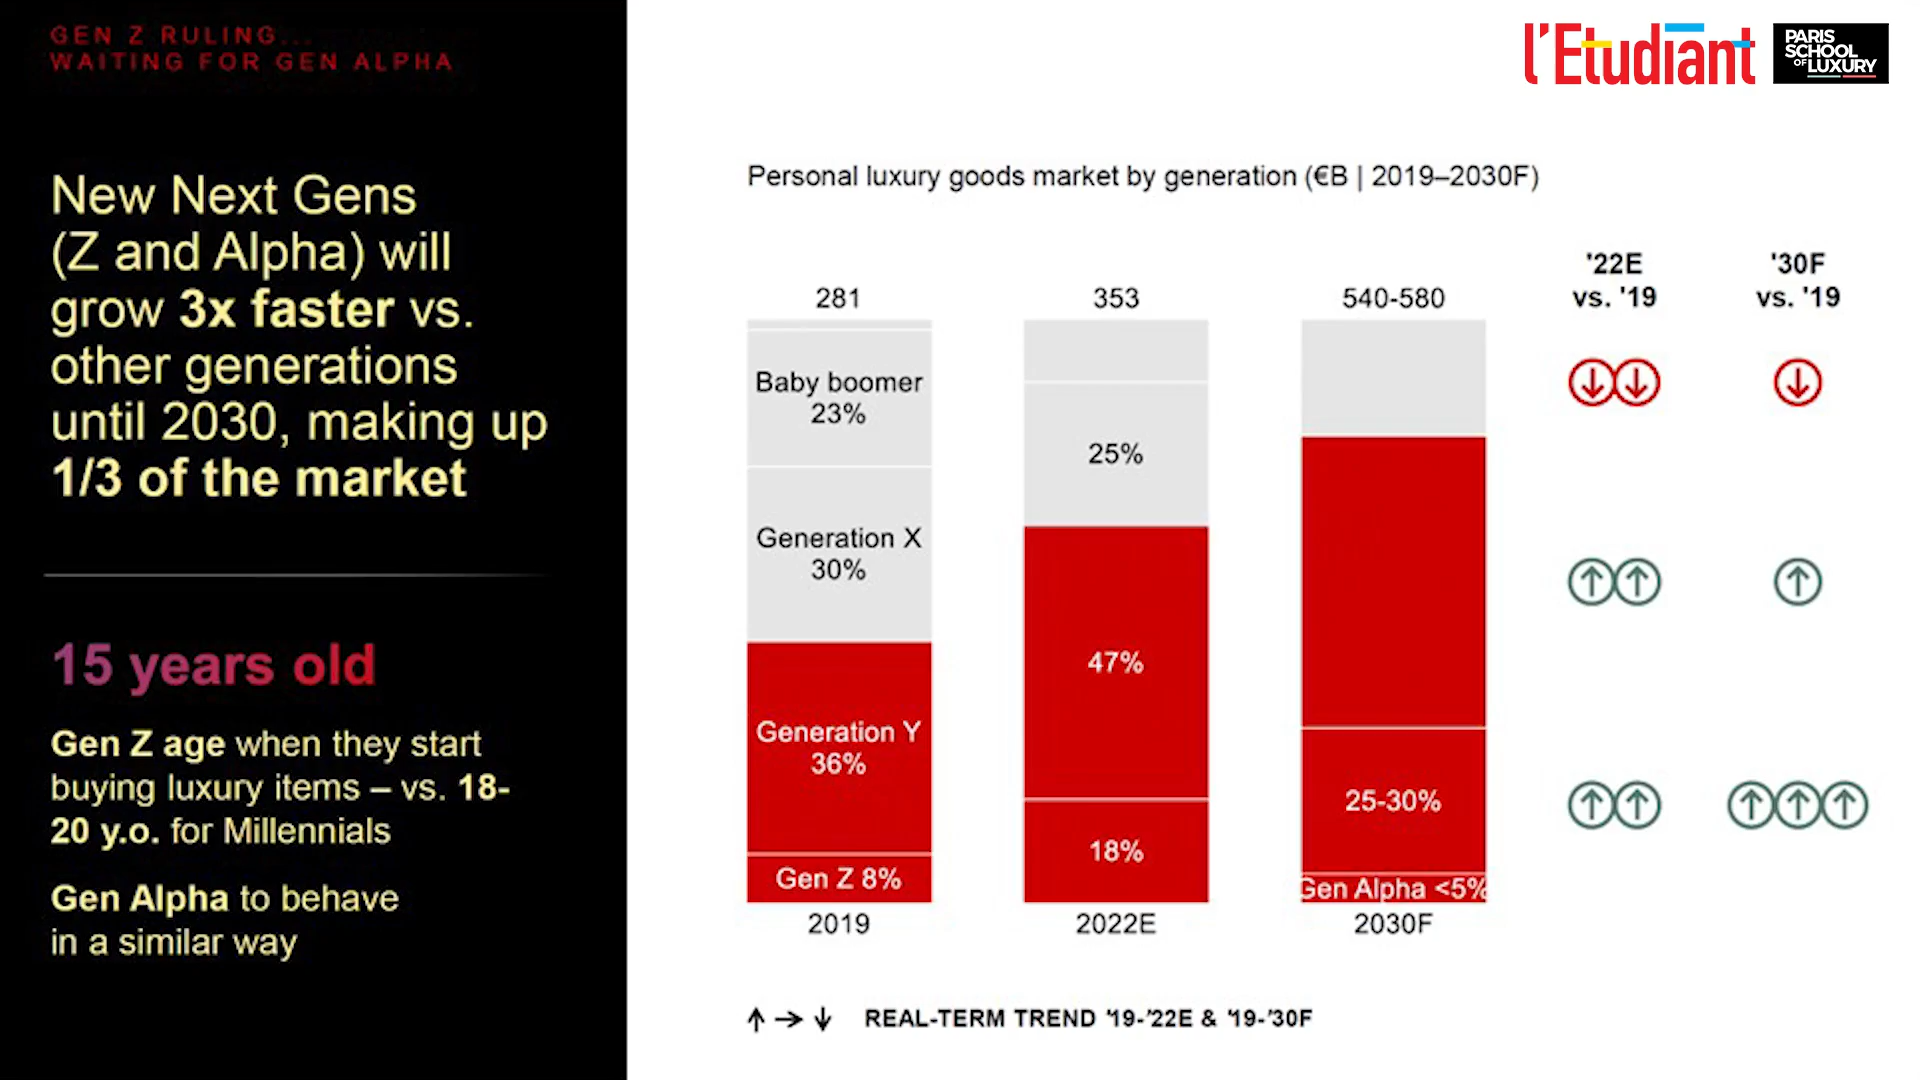 GEN Z RULING...
WAITING FOR GEN ALPHA
New Next Gens
(Z and Alpha) will
grow 3x faster vs.
other generations
until 2030, making up
1/3 of the market
15 years old
Gen Z age when they start
buying luxury items – vs. 18-
20 y.o. for Millennials
Gen Alpha to behave
in a similar way
l'Etudiant
PARIS
SCHOOL
OF LUXURY
Personal luxury goods market by generation (€B | 2019–2030F)
'22E
vs. '19
'30F
vs. '19
281
353
540-580
Baby boomer
23%
Generation X
30%
Generation Y
36%
Gen Z 8%
2019
25%
47%
18%
2022E
25-30%
Gen Alpha <5%
2030F
↑ → ↓ REAL-TERM TREND '19-'22E & '19-'30F